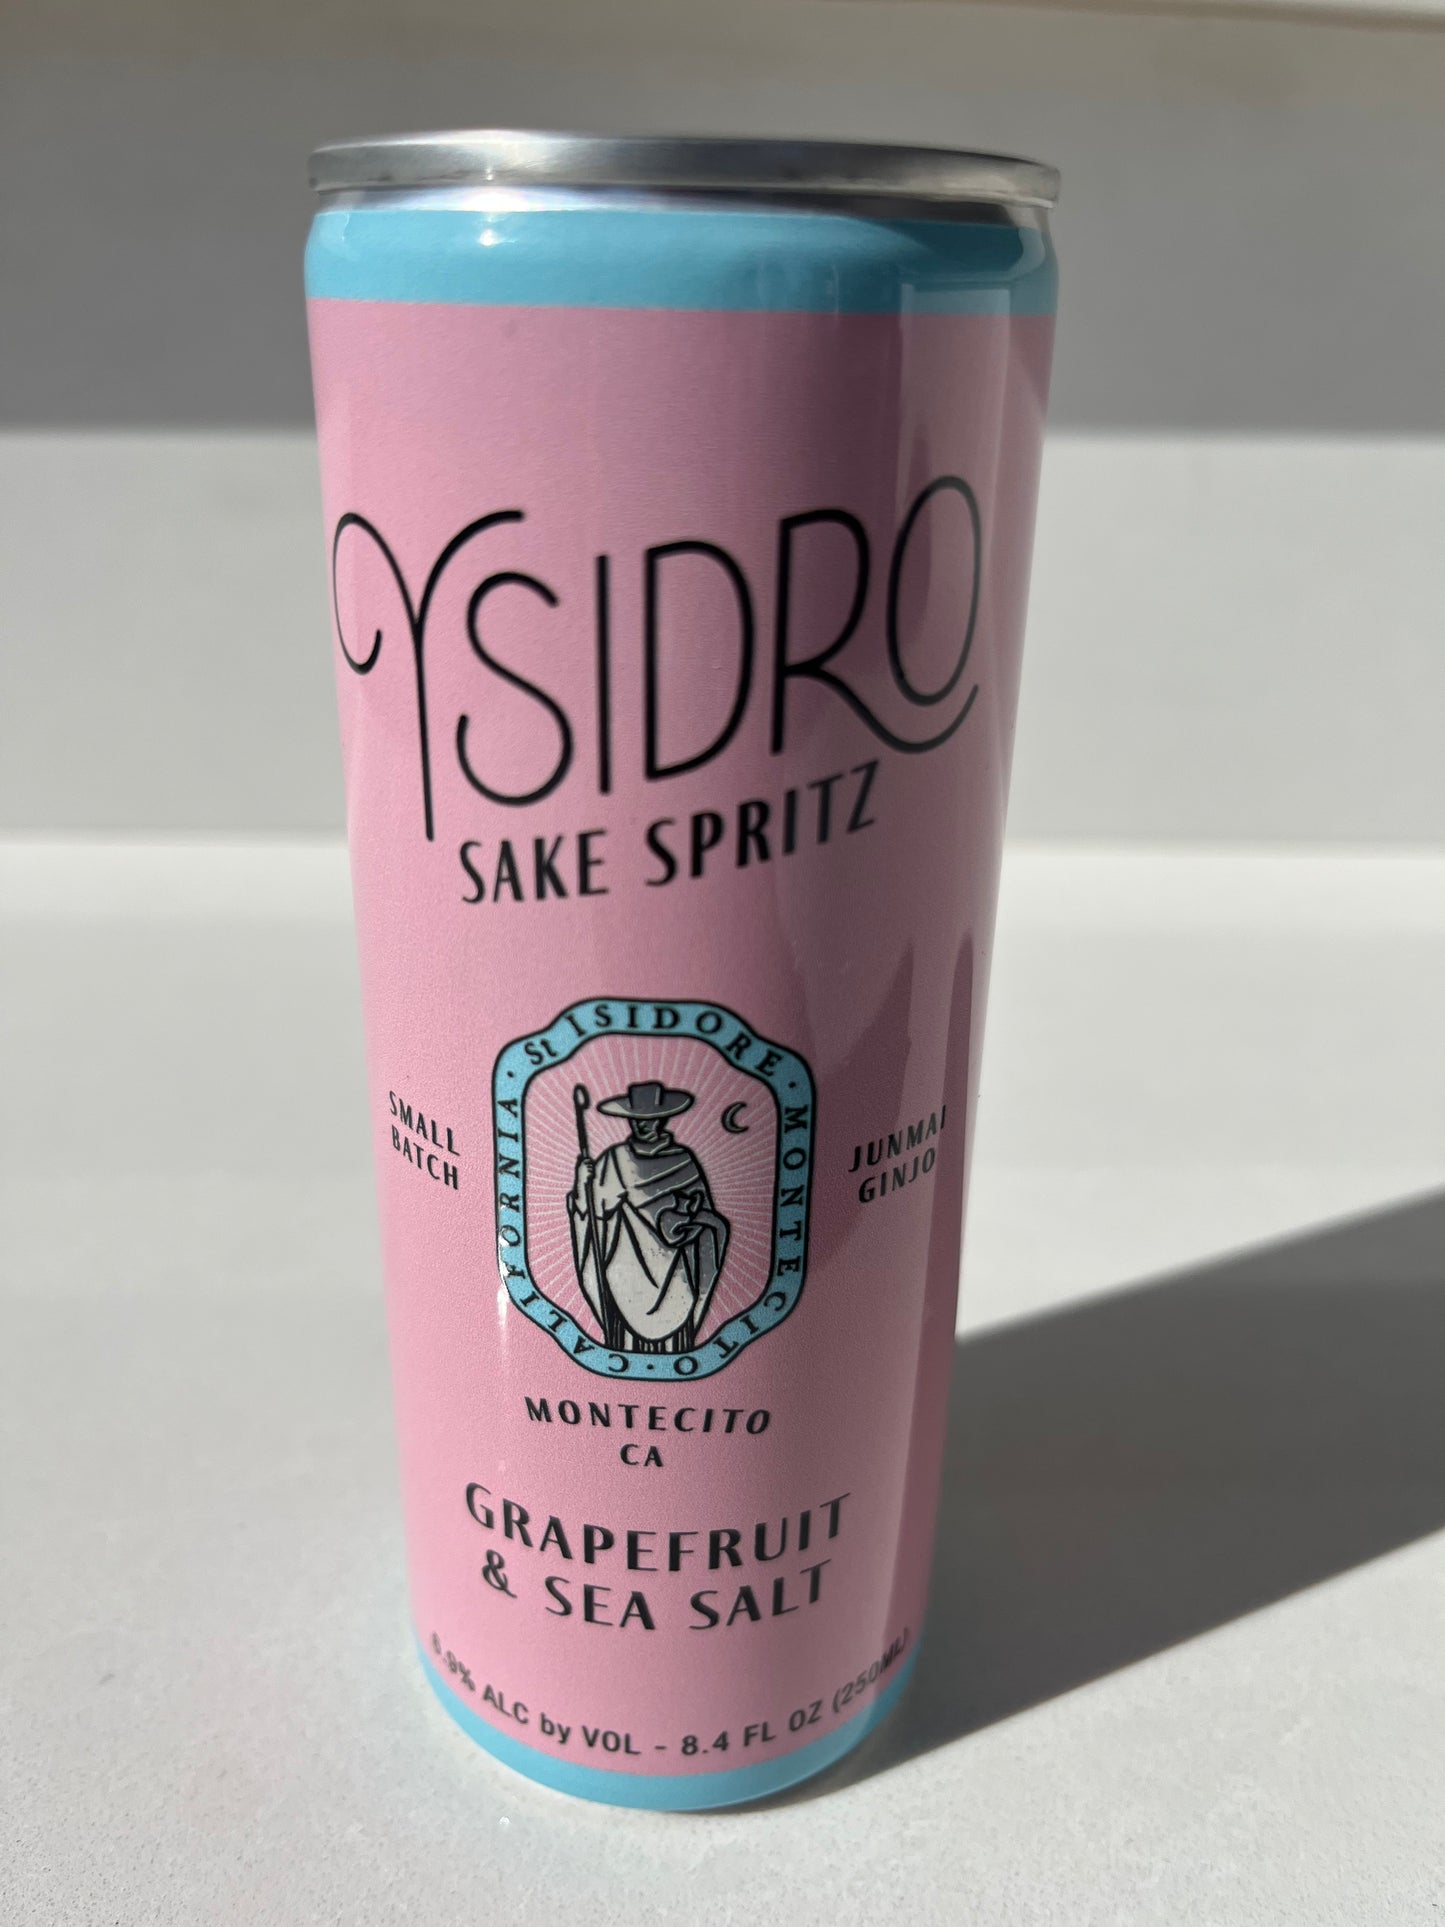 YSIDRO
SAKE SPRITZ
St ISIDORE · MONTECITO · CALIFORNIA ·
SMALL
BATCH
JUNMAI
GINJO
MONTECITO
CA
GRAPEFRUIT
& SEA SALT
ALC by VOL - 8.4 FL OZ (250ML)